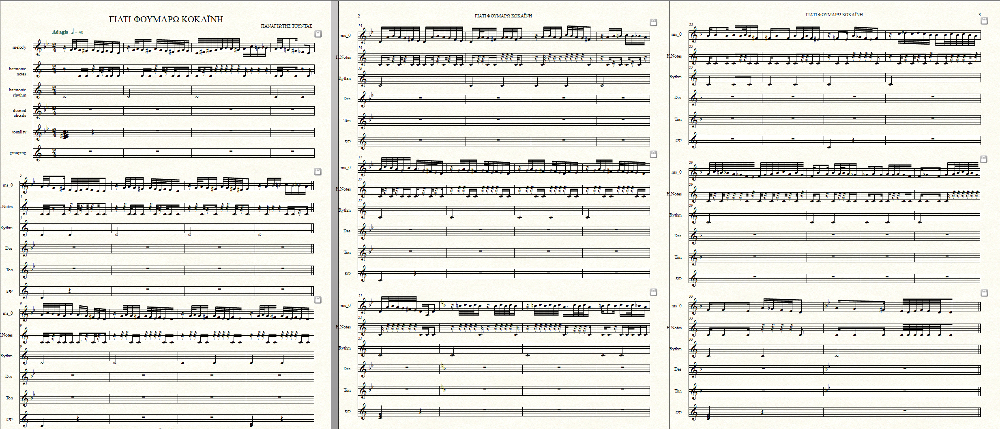 ΓΙΑΤΙ ΦΟΥΜΑΡΩ ΚΟΚΑΪΝΗ
ΠΑΝΑΓΙΩΤΗΣ ΤΟΥΝΤΑΣ
Adagio ♩ = 40
melody
harmonic
notes
harmonic
rhythm
desired
chords
tonality
grouping
5
ms_0
5
.Notes
5
Rythm
Des
Ton
grp
9
ms_0
9
.Notes
9
Rythm
Des
Ton
grp
2
ΓΙΑΤΙ ΦΟΥΜΑΡΩ ΚΟΚΑΪΝΗ
13
ms_0
13
H.Notes
13
Rythm
Des
Ton
grp
17
ms_0
17
H.Notes
17
Rythm
Des
Ton
grp
21
ms_0
21
H.Notes
21
Rythm
Des
Ton
grp
ΓΙΑΤΙ ΦΟΥΜΑΡΩ ΚΟΚΑΪΝΗ
3
25
ms_0
25
H.Notes
25
Rythm
Des
Ton
grp
29
ms_0
29
H.Notes
29
Rythm
Des
Ton
grp
33
ms_0
33
H.Notes
33
Rythm
Des
Ton
grp